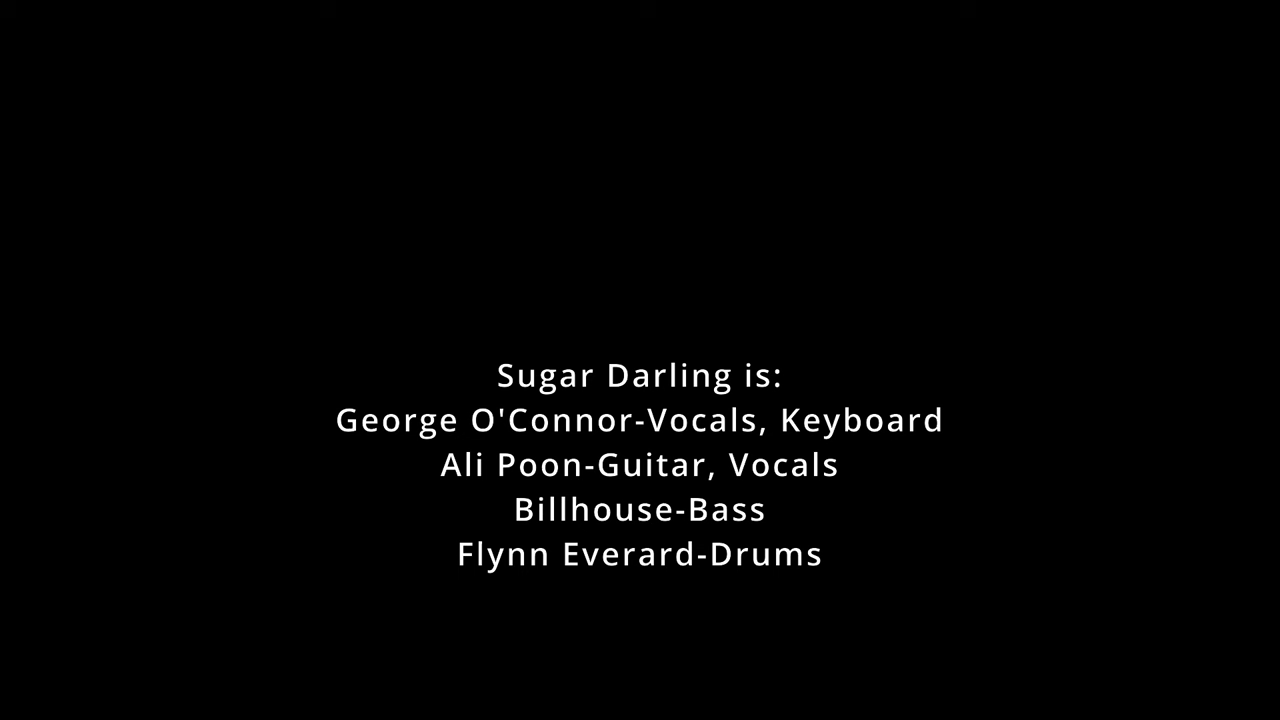 Sugar Darling is:
George O'Connor-Vocals, Keyboard
Ali Poon-Guitar, Vocals
Billhouse-Bass
Flynn Everard-Drums